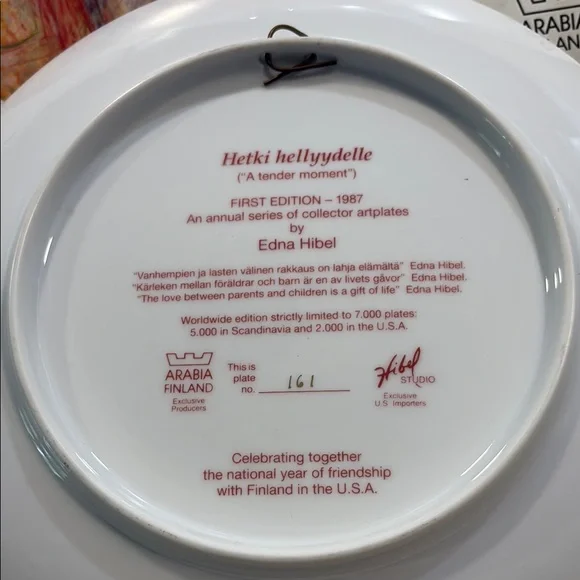 ARABIA
Hetki hellyydelle
("A tender moment")
FIRST EDITION – 1987
An annual series of collector artplates
by
Edna Hibel
"Vanhempien ja lasten välinen rakkaus on lahja elämältä" Edna Hibel.
"Kärleken mellan föräldrar och barn är en av livets gåvor" Edna Hibel.
"The love between parents and children is a gift of life" Edna Hibel.
Worldwide edition strictly limited to 7.000 plates:
5.000 in Scandinavia and 2.000 in the U.S.A.
ARABIA
FINLAND
Exclusive
Producers
This is
plate
no. 161
Hibel
STUDIO
Exclusive
U.S. Importers
Celebrating together
the national year of friendship
with Finland in the U.S.A.